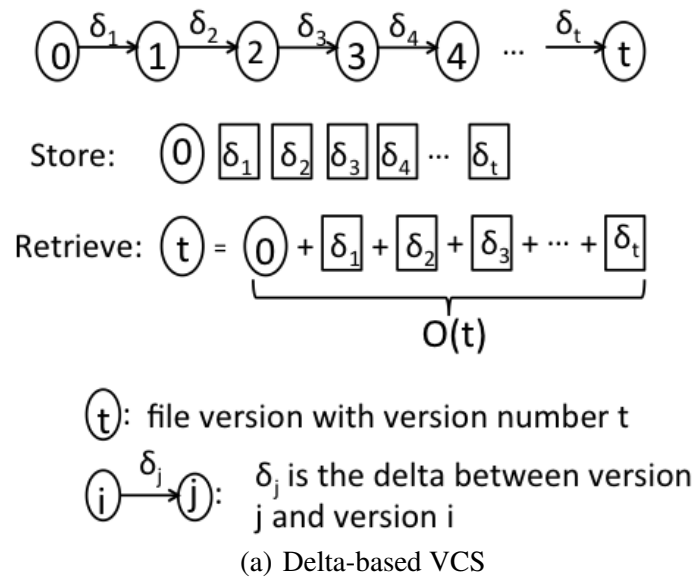 δ₁ δ₂ δ₃ δ₄ δₜ
0 1 2 3 4 ... t
Store: 0 δ₁ δ₂ δ₃ δ₄ ... δₜ
Retrieve: t = 0 + δ₁ + δ₂ + δ₃ + ... + δₜ
O(t)
t : file version with version number t
i δⱼ j : δⱼ is the delta between version
j and version i
(a) Delta-based VCS